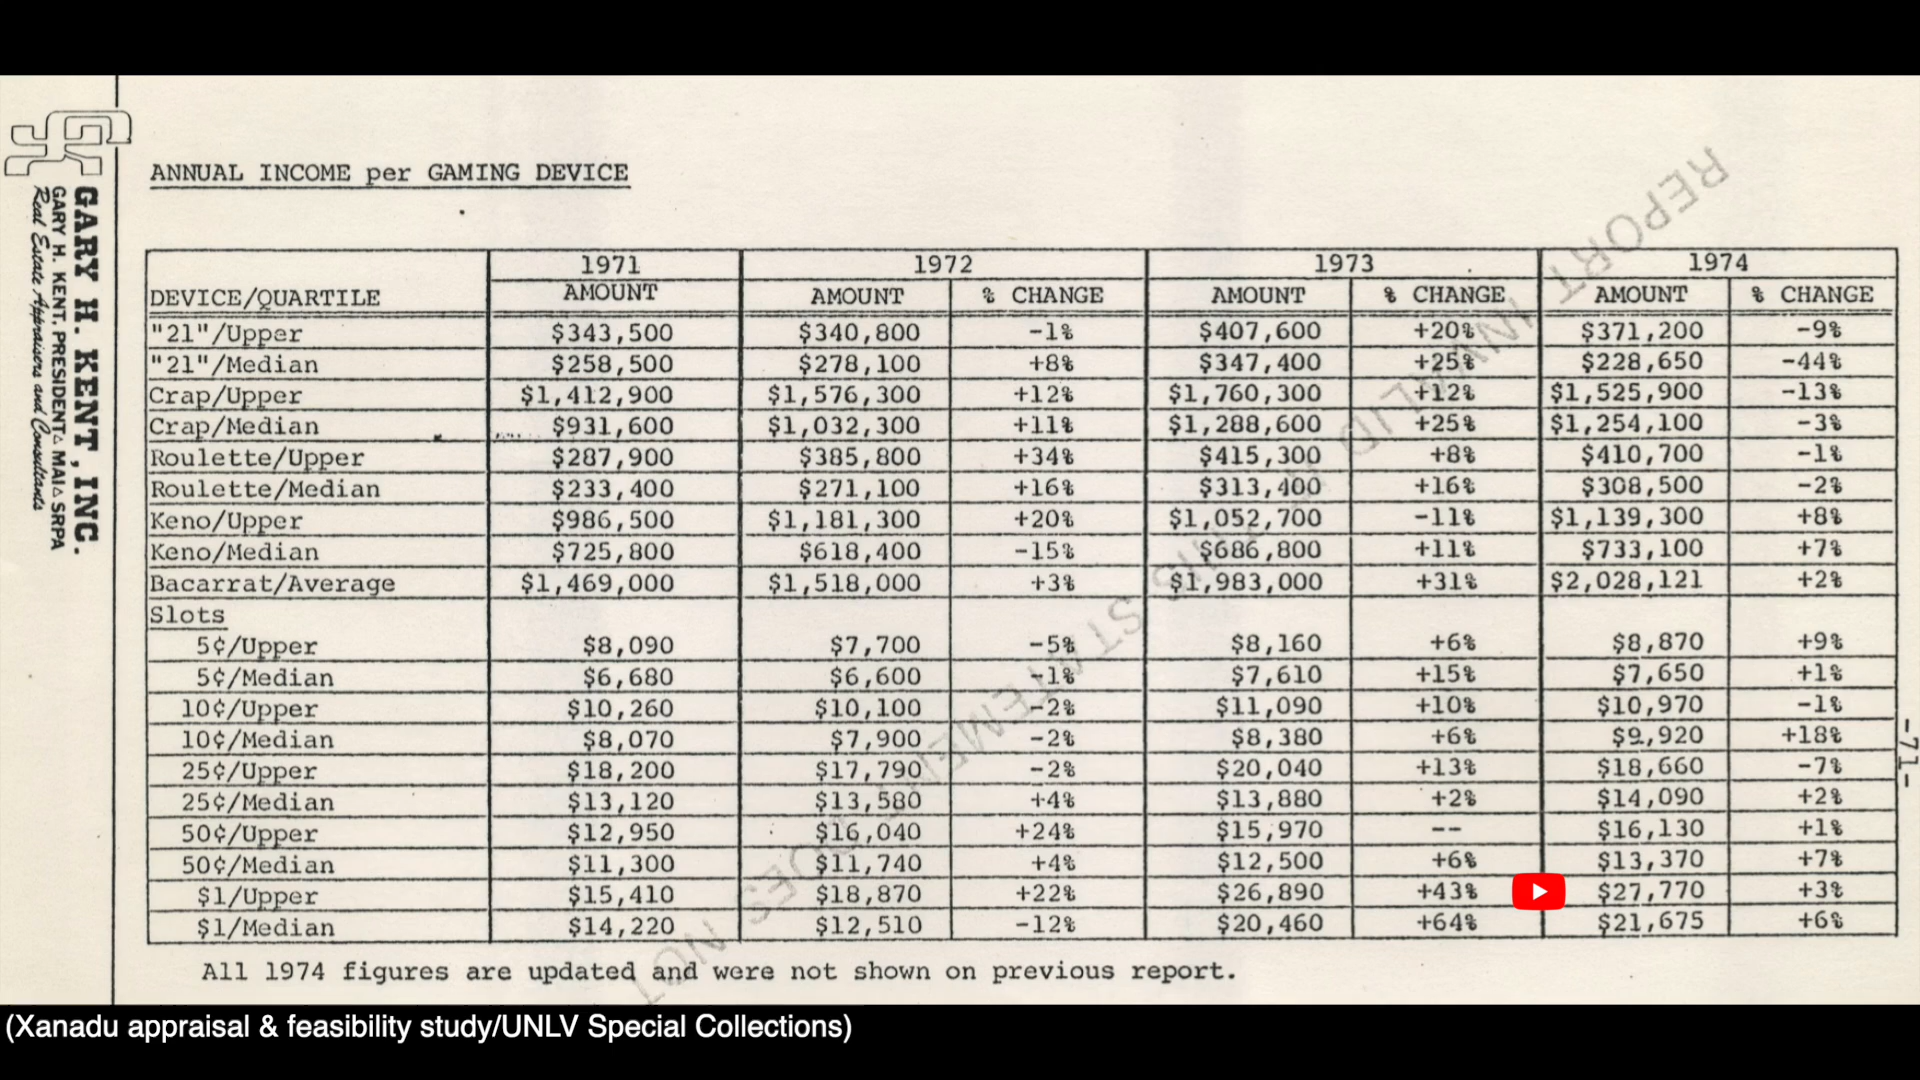 GARY H. KENT, INC.
GARY H. KENT, PRESIDENT△ MAI△ SRPA
Real Estate Appraisers and Consultants
ANNUAL INCOME per GAMING DEVICE
1971 1972 1973 1974
DEVICE/QUARTILE AMOUNT AMOUNT % CHANGE AMOUNT % CHANGE AMOUNT % CHANGE
"21"/Upper $343,500 $340,800 -1% $407,600 +20% $371,200 -9%
"21"/Median $258,500 $278,100 +8% $347,400 +25% $228,650 -44%
Crap/Upper $1,412,900 $1,576,300 +12% $1,760,300 +12% $1,525,900 -13%
Crap/Median $931,600 $1,032,300 +11% $1,288,600 +25% $1,254,100 -3%
Roulette/Upper $287,900 $385,800 +34% $415,300 +8% $410,700 -1%
Roulette/Median $233,400 $271,100 +16% $313,400 +16% $308,500 -2%
Keno/Upper $986,500 $1,181,300 +20% $1,052,700 -11% $1,139,300 +8%
Keno/Median $725,800 $618,400 -15% $686,800 +11% $733,100 +7%
Bacarrat/Average $1,469,000 $1,518,000 +3% $1,983,000 +31% $2,028,121 +2%
Slots
5¢/Upper $8,090 $7,700 -5% $8,160 +6% $8,870 +9%
5¢/Median $6,680 $6,600 -1% $7,610 +15% $7,650 +1%
10¢/Upper $10,260 $10,100 -2% $11,090 +10% $10,970 -1%
10¢/Median $8,070 $7,900 -2% $8,380 +6% $9,920 +18%
25¢/Upper $18,200 $17,790 -2% $20,040 +13% $18,660 -7%
25¢/Median $13,120 $13,580 +4% $13,880 +2% $14,090 +2%
50¢/Upper $12,950 $16,040 +24% $15,970 -- $16,130 +1%
50¢/Median $11,300 $11,740 +4% $12,500 +6% $13,370 +7%
$1/Upper $15,410 $18,870 +22% $26,890 +43% $27,770 +3%
$1/Median $14,220 $12,510 -12% $20,460 +64% $21,675 +6%
All 1974 figures are updated and were not shown on previous report.
-71-
(Xanadu appraisal & feasibility study/UNLV Special Collections)